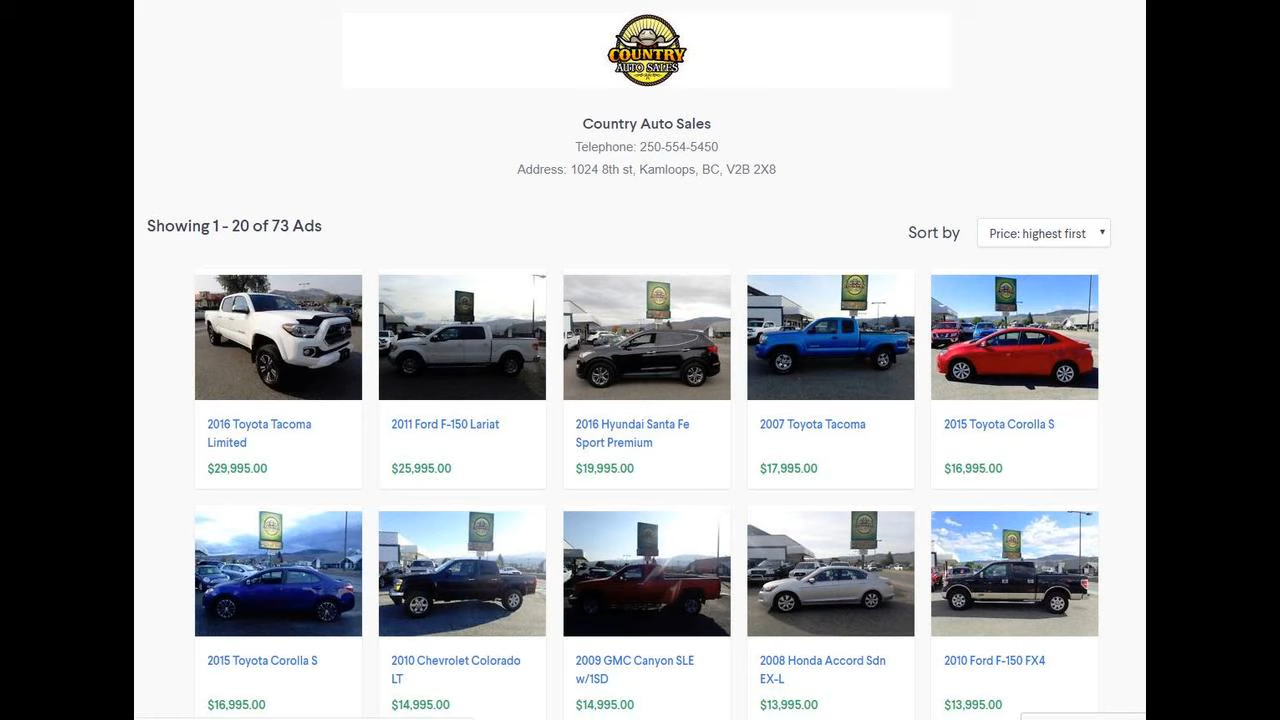 COUNTRY
AUTO SALES
Country Auto Sales
Telephone: 250-554-5450
Address: 1024 8th st, Kamloops, BC, V2B 2X8
Showing 1 - 20 of 73 Ads
Sort by
Price: highest first
2016 Toyota Tacoma
Limited
$29,995.00
2011 Ford F-150 Lariat
$25,995.00
2016 Hyundai Santa Fe
Sport Premium
$19,995.00
2007 Toyota Tacoma
$17,995.00
2015 Toyota Corolla S
$16,995.00
2015 Toyota Corolla S
$16,995.00
2010 Chevrolet Colorado
LT
$14,995.00
2009 GMC Canyon SLE
w/1SD
$14,995.00
2008 Honda Accord Sdn
EX-L
$13,995.00
2010 Ford F-150 FX4
$13,995.00